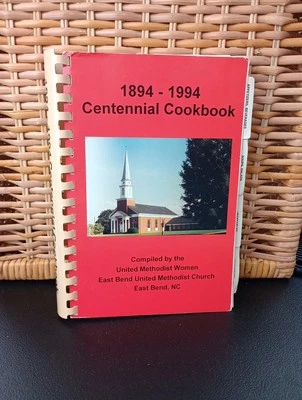 1894 - 1994
Centennial Cookbook
Compiled by the
United Methodist Women
East Bend United Methodist Church
East Bend, NC